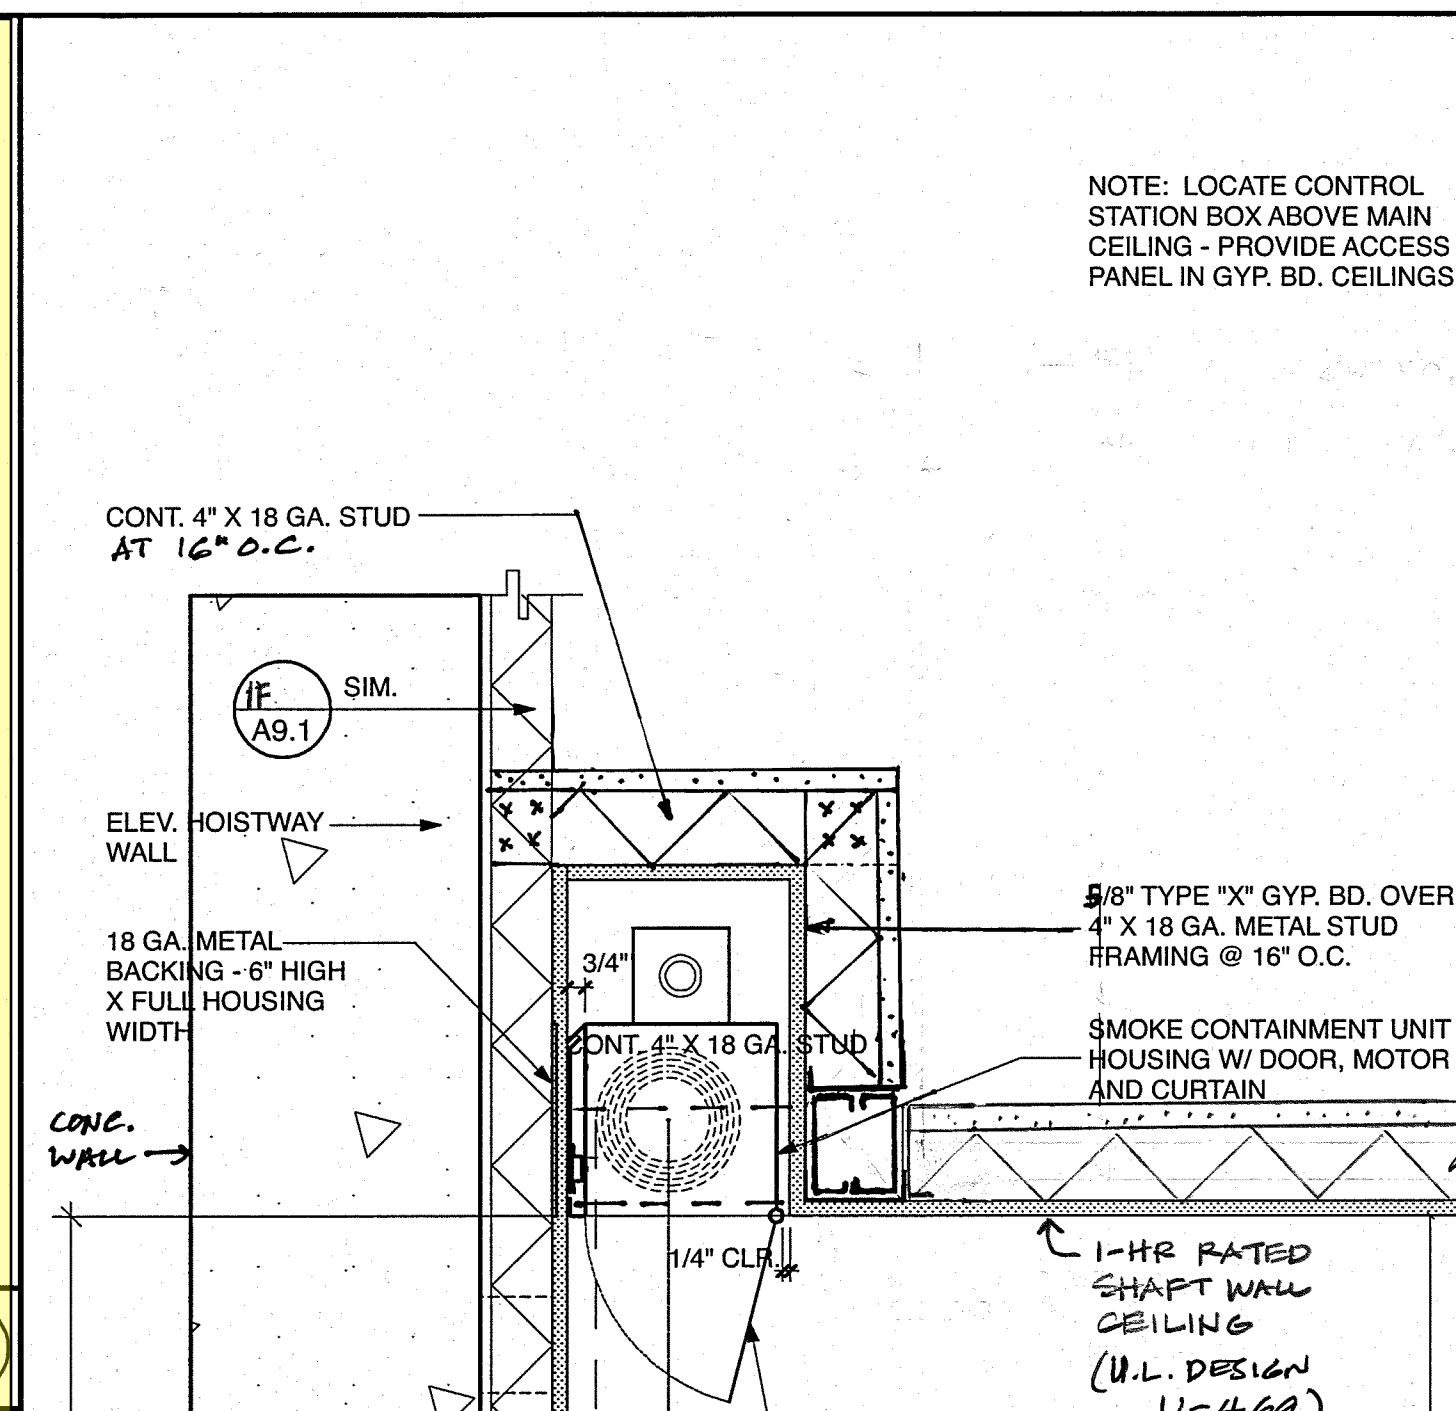 NOTE: LOCATE CONTROL
STATION BOX ABOVE MAIN
CEILING - PROVIDE ACCESS
PANEL IN GYP. BD. CEILINGS
CONT. 4" X 18 GA. STUD
AT 16" O.C.
1F
A9.1
SIM.
ELEV. HOISTWAY
WALL
18 GA. METAL
BACKING - 6" HIGH
X FULL HOUSING
WIDTH
3/4"
CONT. 4" X 18 GA. STUD
5/8" TYPE "X" GYP. BD. OVER
4" X 18 GA. METAL STUD
FRAMING @ 16" O.C.
SMOKE CONTAINMENT UNIT
HOUSING W/ DOOR, MOTOR
AND CURTAIN
CONC.
WALL
1/4" CLR.
1-HR RATED
SHAFT WALL
CEILING
(U.L. DESIGN